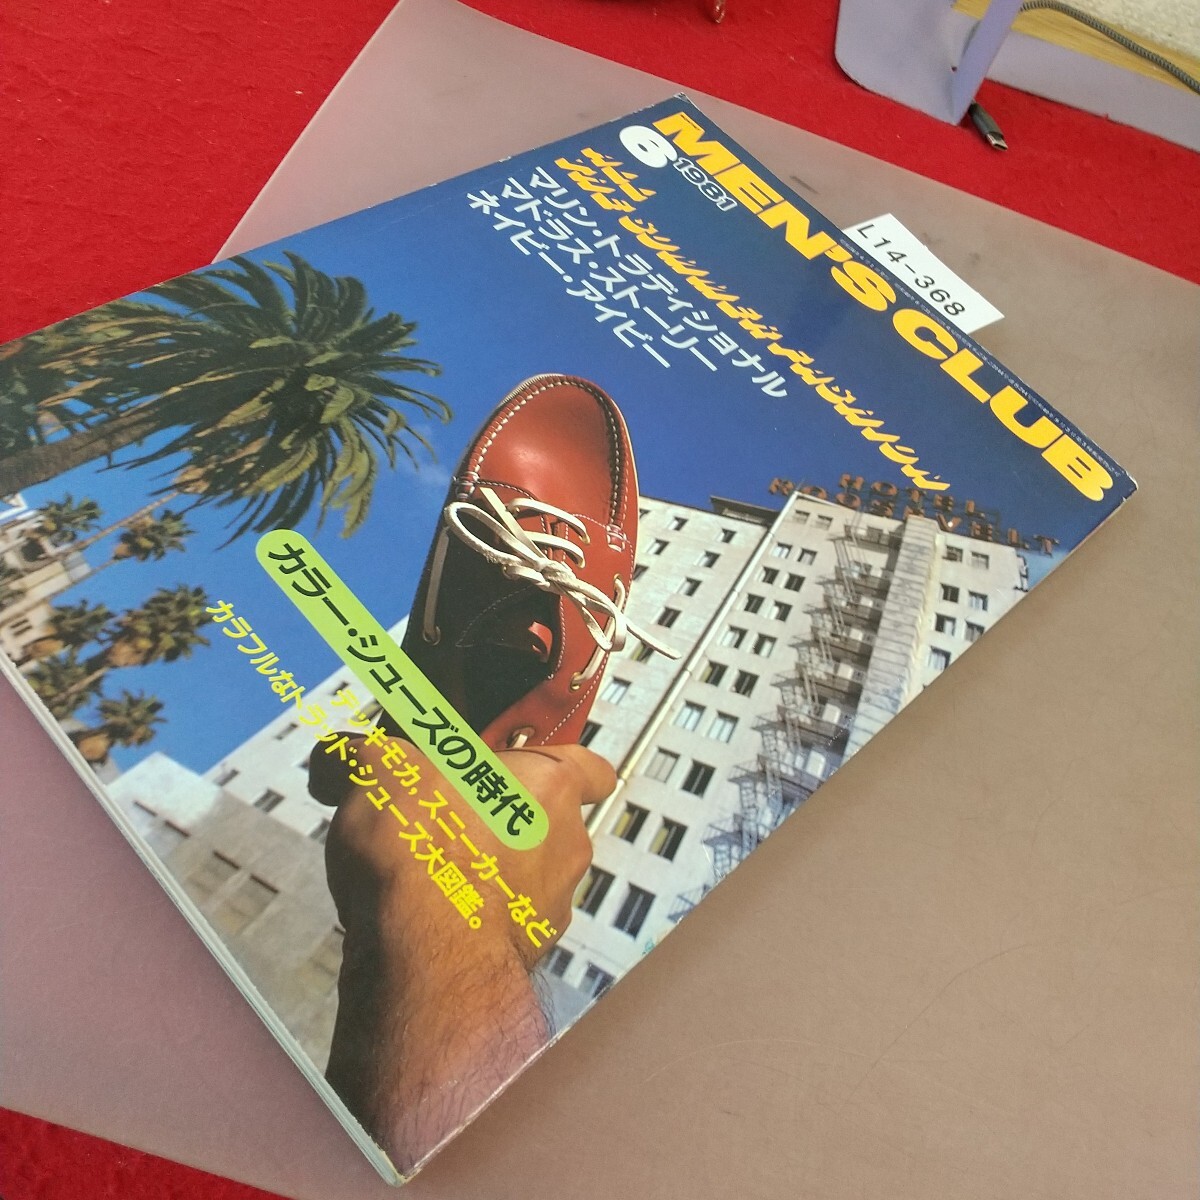 MEN'S CLUB
6
1981
マリン・トラディショナル
マドラス・ストーリー
ネイビー・アイビー
L14-368
HOTEL
ROOSEVELT
カラー・シューズの時代
デッキモカ，スニーカーなど
カラフルなトラッド・シューズ大図鑑。